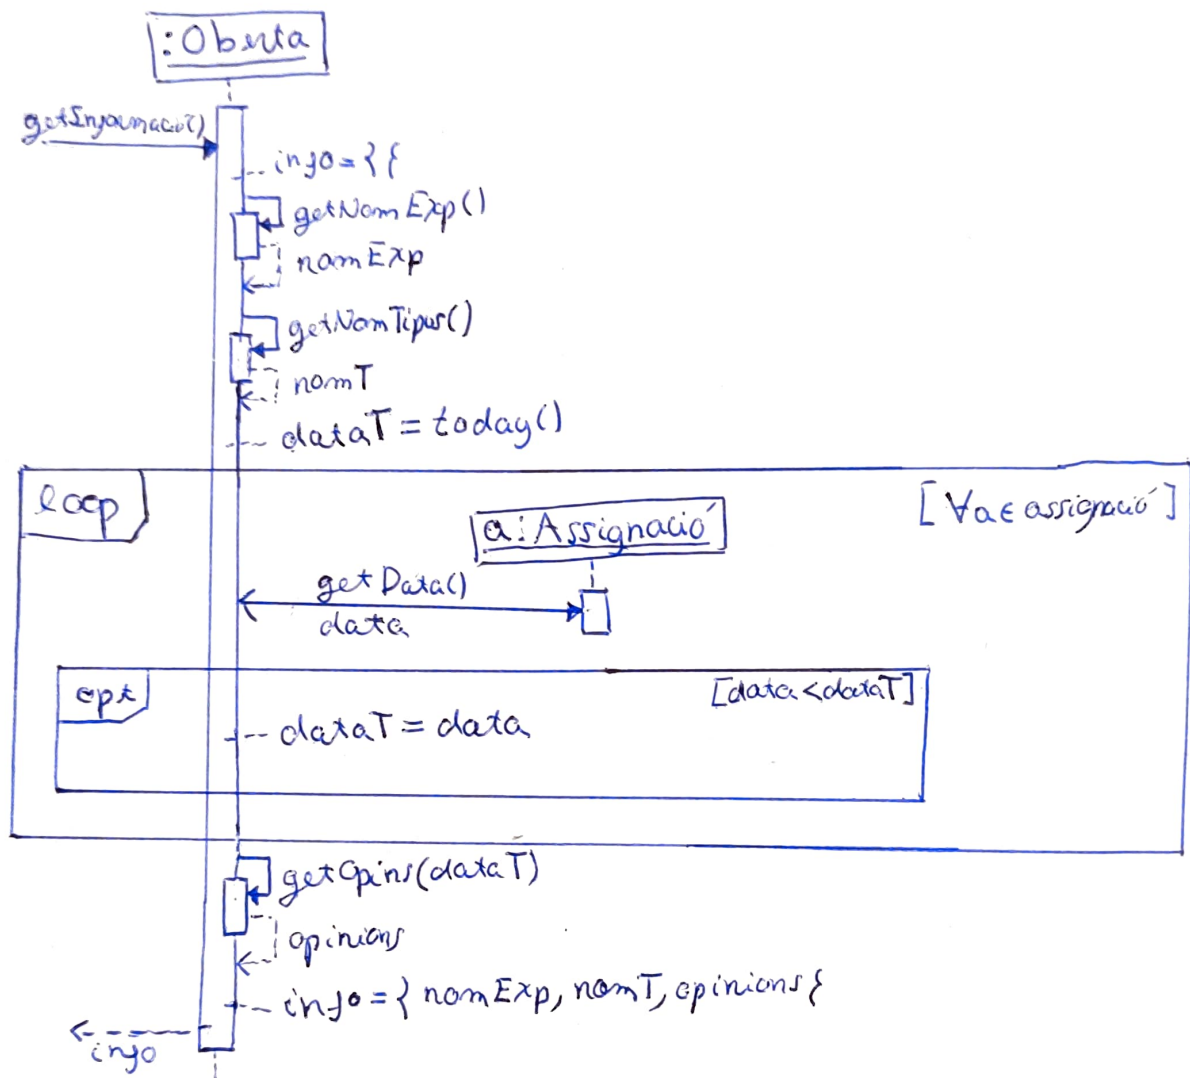 :Oberta
getInformació()
info={{
getNomExp()
nomExp
getNomTipus()
nomT
dataT = today()
loop
[∀a∈assignació]
a:Assignació
getData()
data
opt
[data<dataT]
dataT = data
getOpins(dataT)
opinions
info={nomExp, nomT, opinions{
info